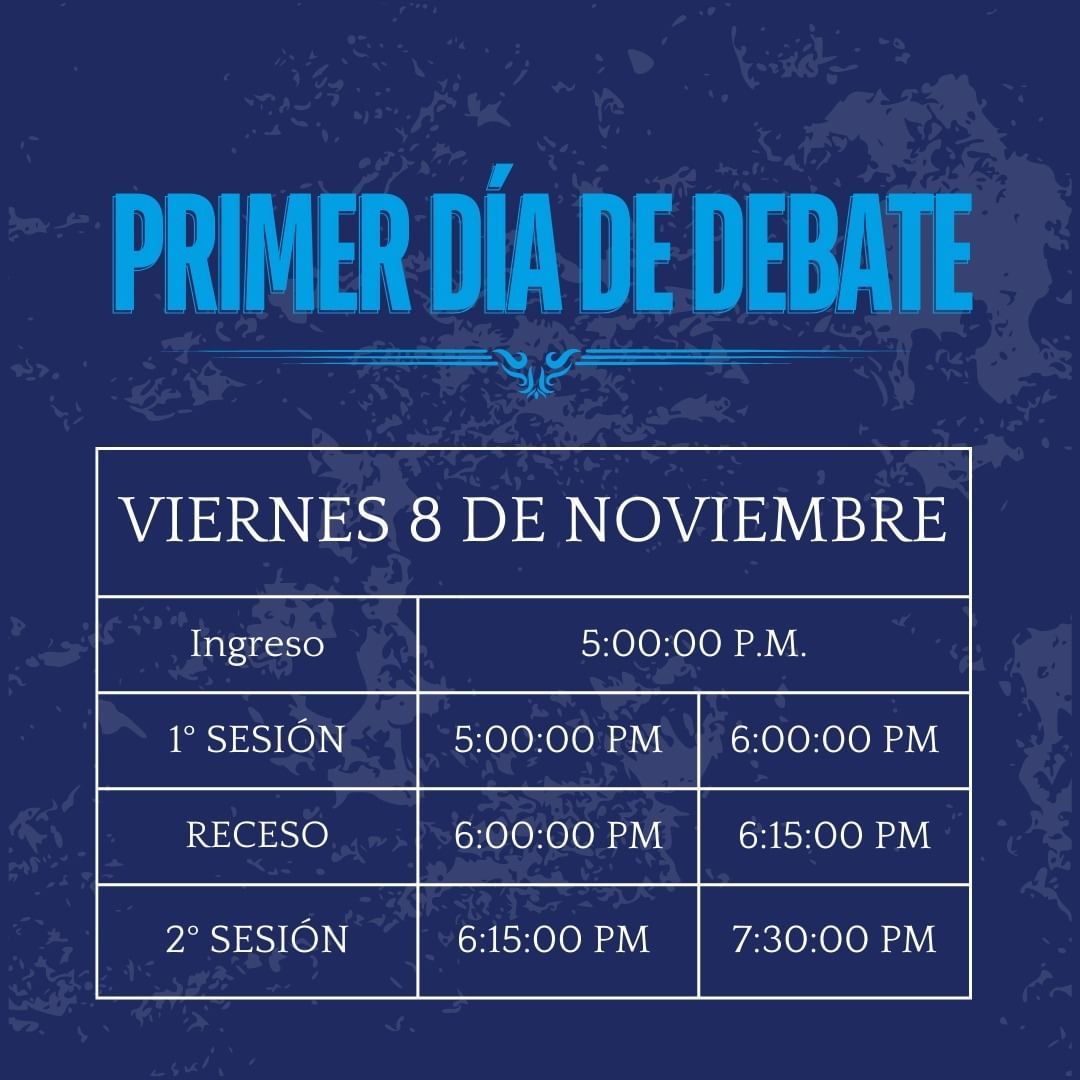 PRIMER DÍA DE DEBATE
VIERNES 8 DE NOVIEMBRE
Ingreso 5:00:00 P.M.
1° SESIÓN 5:00:00 PM 6:00:00 PM
RECESO 6:00:00 PM 6:15:00 PM
2° SESIÓN 6:15:00 PM 7:30:00 PM